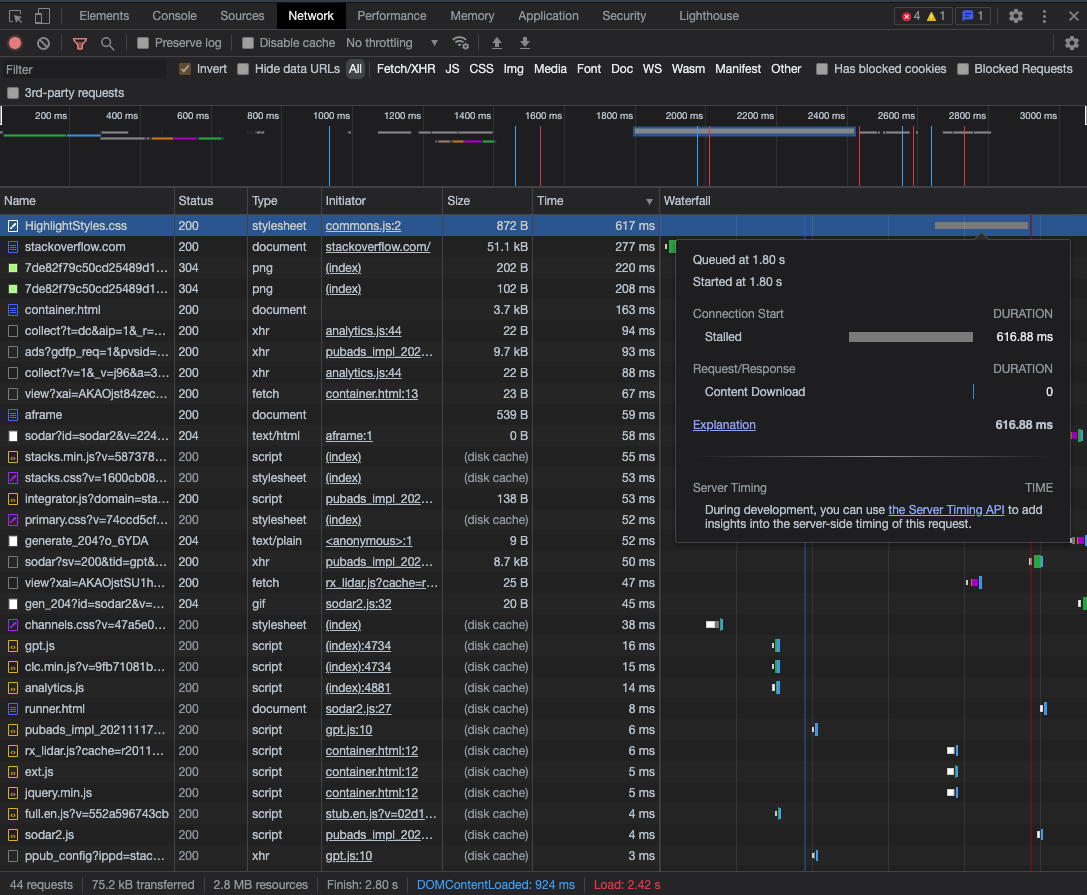 Elements Console Sources Network Performance Memory Application Security Lighthouse 4 1 1
Preserve log Disable cache No throttling
Filter Invert Hide data URLs All Fetch/XHR JS CSS Img Media Font Doc WS Wasm Manifest Other Has blocked cookies Blocked Requests
3rd-party requests
200 ms 400 ms 600 ms 800 ms 1000 ms 1200 ms 1400 ms 1600 ms 1800 ms 2000 ms 2200 ms 2400 ms 2600 ms 2800 ms 3000 ms
Name Status Type Initiator Size Time Waterfall
HighlightStyles.css 200 stylesheet commons.js:2 872 B 617 ms
stackoverflow.com 200 document stackoverflow.com/ 51.1 kB 277 ms
7de82f79c50cd25489d1… 304 png (index) 202 B 220 ms
7de82f79c50cd25489d1… 304 png (index) 102 B 208 ms
container.html 200 document 3.7 kB 163 ms
collect?t=dc&aip=1&_r=… 200 xhr analytics.js:44 22 B 94 ms
ads?gdfp_req=1&pvsid=… 200 xhr pubads_impl_202… 9.7 kB 93 ms
collect?v=1&_v=j96&a=3… 200 xhr analytics.js:44 22 B 88 ms
view?xai=AKAOjst84zec… 200 fetch container.html:13 23 B 67 ms
aframe 200 document 539 B 59 ms
sodar?id=sodar2&v=224… 204 text/html aframe:1 0 B 58 ms
stacks.min.js?v=587378… 200 script (index) (disk cache) 55 ms
stacks.css?v=1600cb08… 200 stylesheet (index) (disk cache) 53 ms
integrator.js?domain=sta… 200 script pubads_impl_202… 138 B 53 ms
primary.css?v=74ccd5cf… 200 stylesheet (index) (disk cache) 52 ms
generate_204?o_6YDA 204 text/plain <anonymous>:1 9 B 52 ms
sodar?sv=200&tid=gpt&… 200 xhr pubads_impl_202… 8.7 kB 50 ms
view?xai=AKAOjstSU1h… 200 fetch rx_lidar.js?cache=r… 25 B 47 ms
gen_204?id=sodar2&v=… 204 gif sodar2.js:32 20 B 45 ms
channels.css?v=47a5e0… 200 stylesheet (index) (disk cache) 38 ms
gpt.js 200 script (index):4734 (disk cache) 16 ms
clc.min.js?v=9fb71081b… 200 script (index):4734 (disk cache) 15 ms
analytics.js 200 script (index):4881 (disk cache) 14 ms
runner.html 200 document sodar2.js:27 (disk cache) 8 ms
pubads_impl_20211117… 200 script gpt.js:10 (disk cache) 6 ms
rx_lidar.js?cache=r2011… 200 script container.html:12 (disk cache) 6 ms
ext.js 200 script container.html:12 (disk cache) 5 ms
jquery.min.js 200 script container.html:12 (disk cache) 5 ms
full.en.js?v=552a596743cb 200 script stub.en.js?v=02d1… (disk cache) 4 ms
sodar2.js 200 script pubads_impl_202… (disk cache) 4 ms
ppub_config?ippd=stac… 200 xhr gpt.js:10 (disk cache) 3 ms
Queued at 1.80 s
Started at 1.80 s
Connection Start DURATION
Stalled 616.88 ms
Request/Response DURATION
Content Download 0
Explanation 616.88 ms
Server Timing TIME
During development, you can use the Server Timing API to add
insights into the server-side timing of this request.
44 requests 75.2 kB transferred 2.8 MB resources Finish: 2.80 s DOMContentLoaded: 924 ms Load: 2.42 s